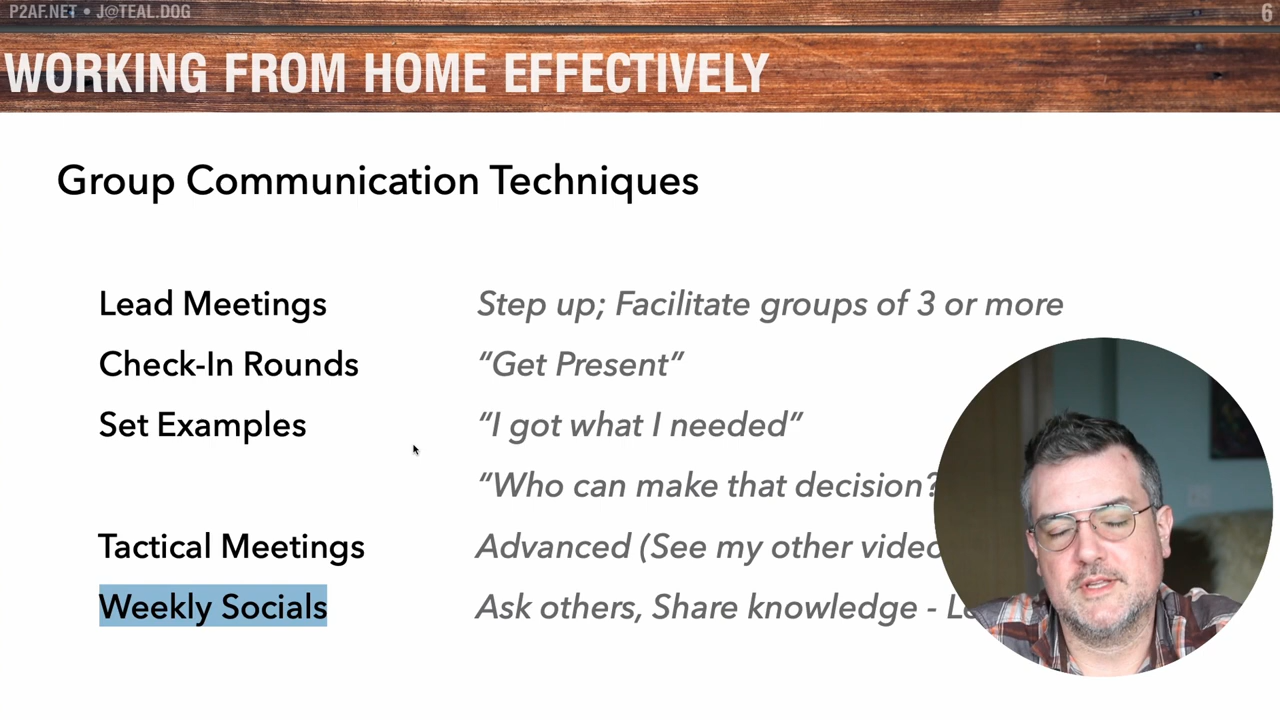 P2AF.NET • J@TEAL.DOG
6
WORKING FROM HOME EFFECTIVELY
Group Communication Techniques
Lead Meetings Step up; Facilitate groups of 3 or more
Check-In Rounds “Get Present”
Set Examples “I got what I needed”
“Who can make that decision?
Tactical Meetings Advanced (See my other video
Weekly Socials Ask others, Share knowledge -